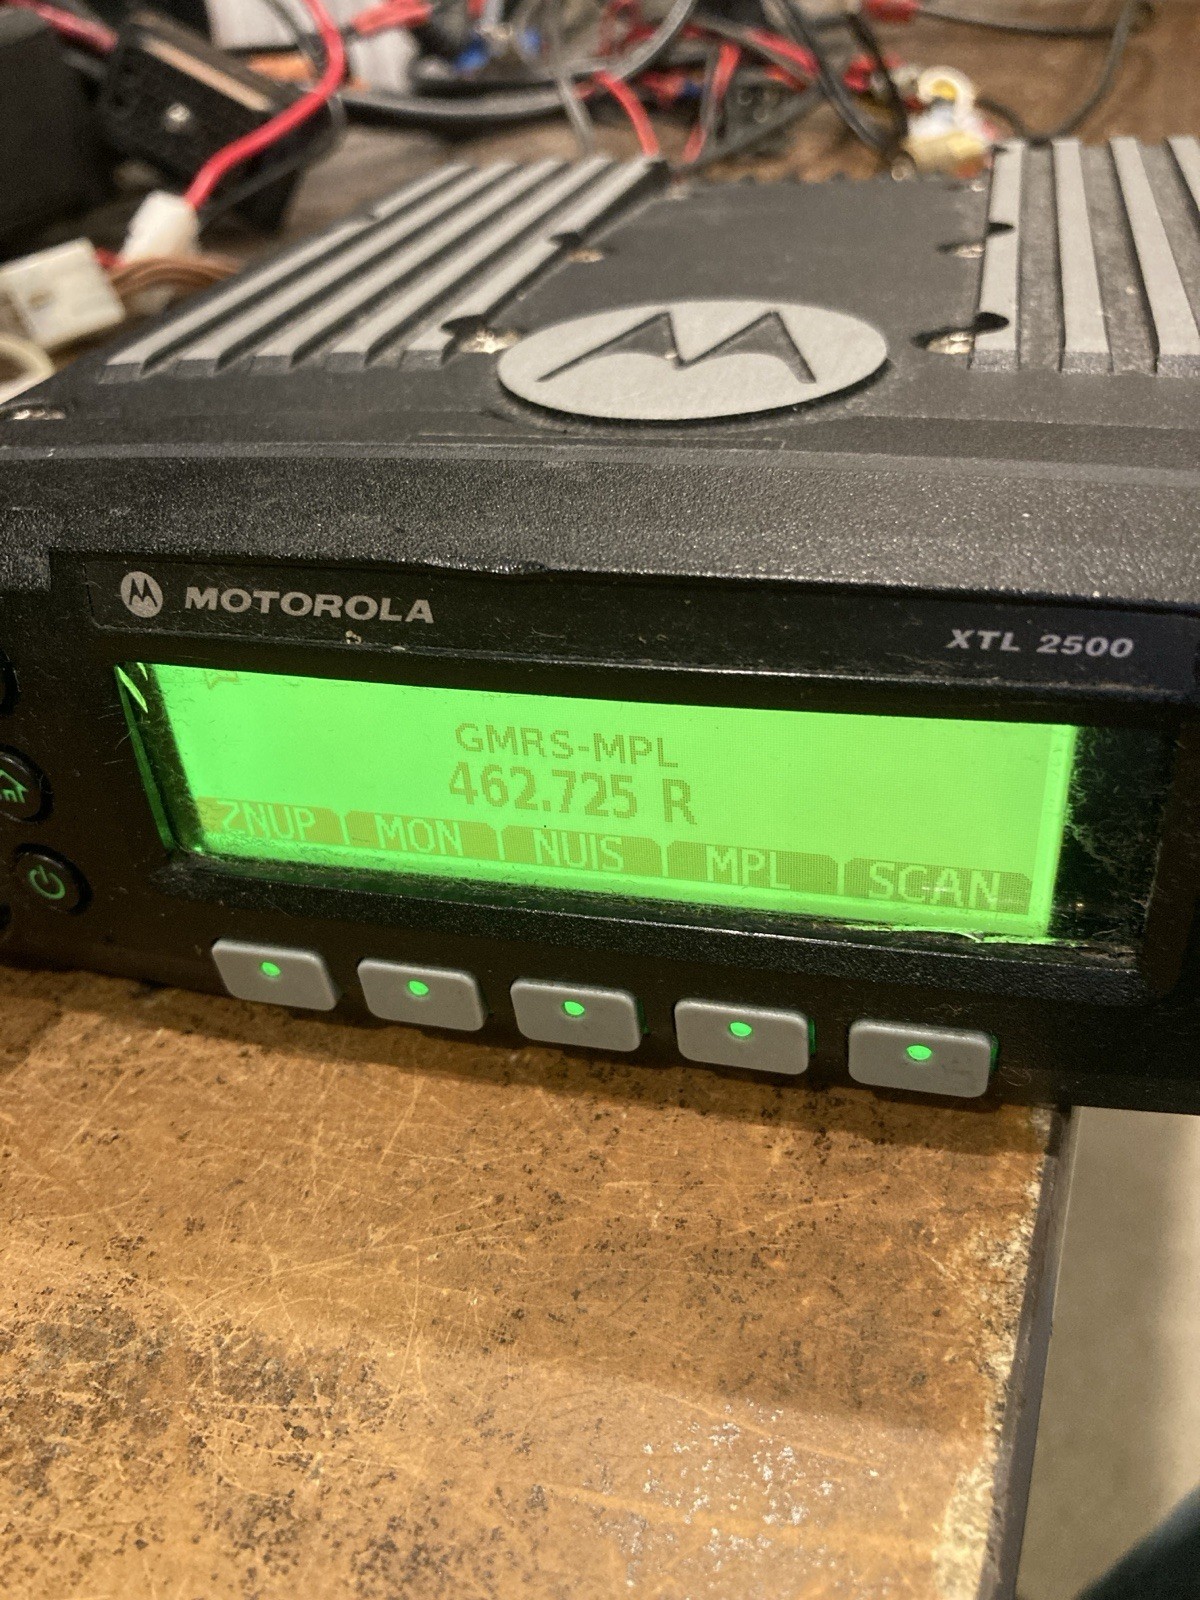 MOTOROLA
XTL 2500
GMRS-MPL
462.725 R
ZNUP MON NUIS MPL SCAN